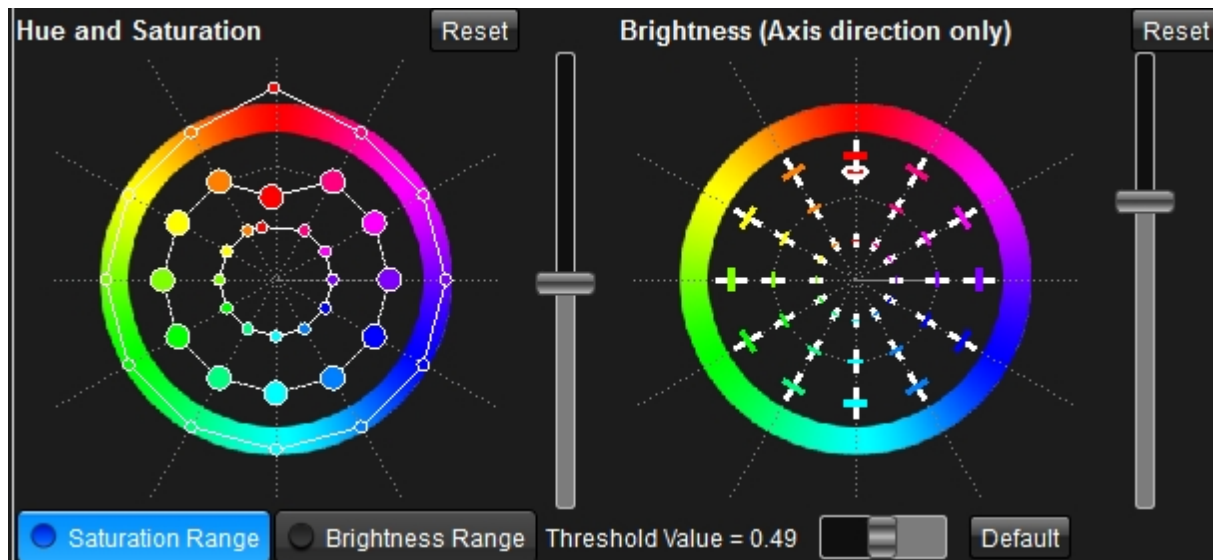 Hue and Saturation Reset Brightness (Axis direction only) Reset
Saturation Range Brightness Range Threshold Value = 0.49 Default